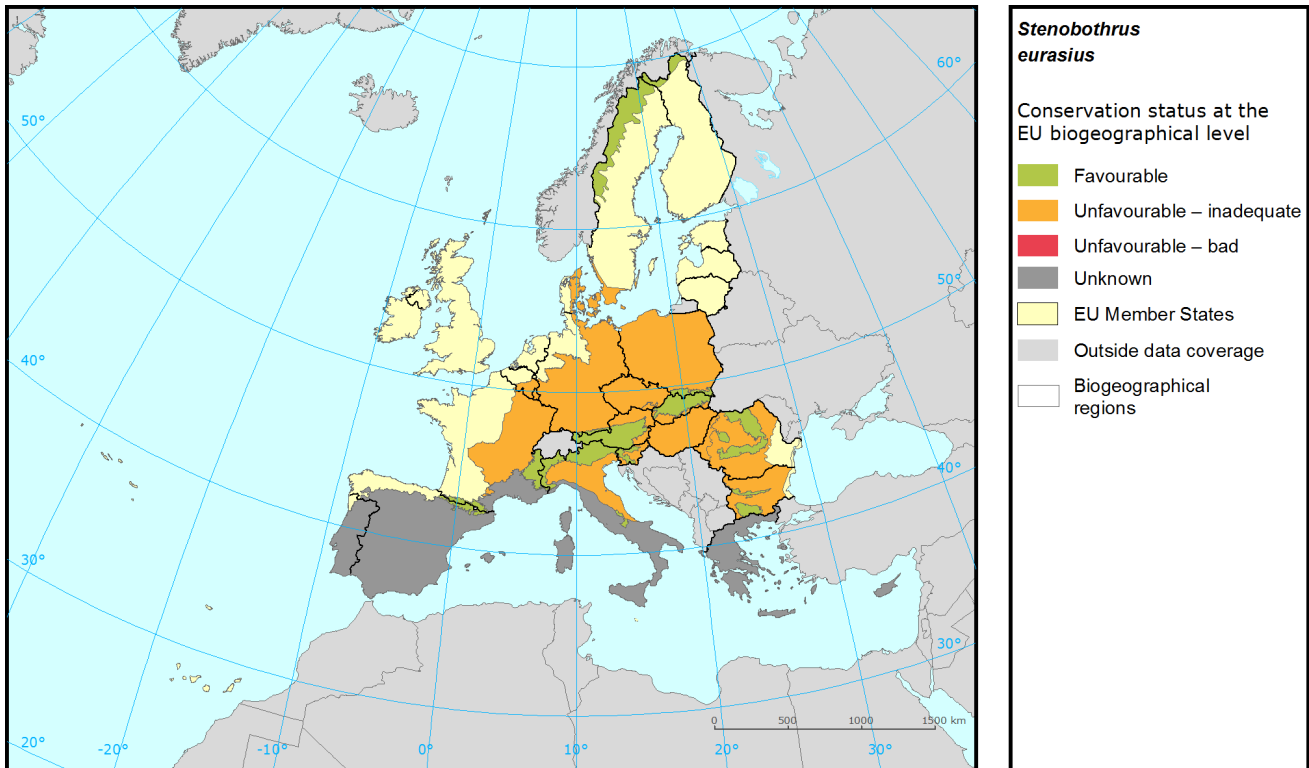 Stenobothrus
eurasius
Conservation status at the
EU biogeographical level
Favourable
Unfavourable – inadequate
Unfavourable – bad
Unknown
EU Member States
Outside data coverage
Biogeographical
regions
60°
50°
50°
40°
40°
30°
30°
20°
-20°
-10°
0°
10°
20°
30°
0 500 1000 1500 km